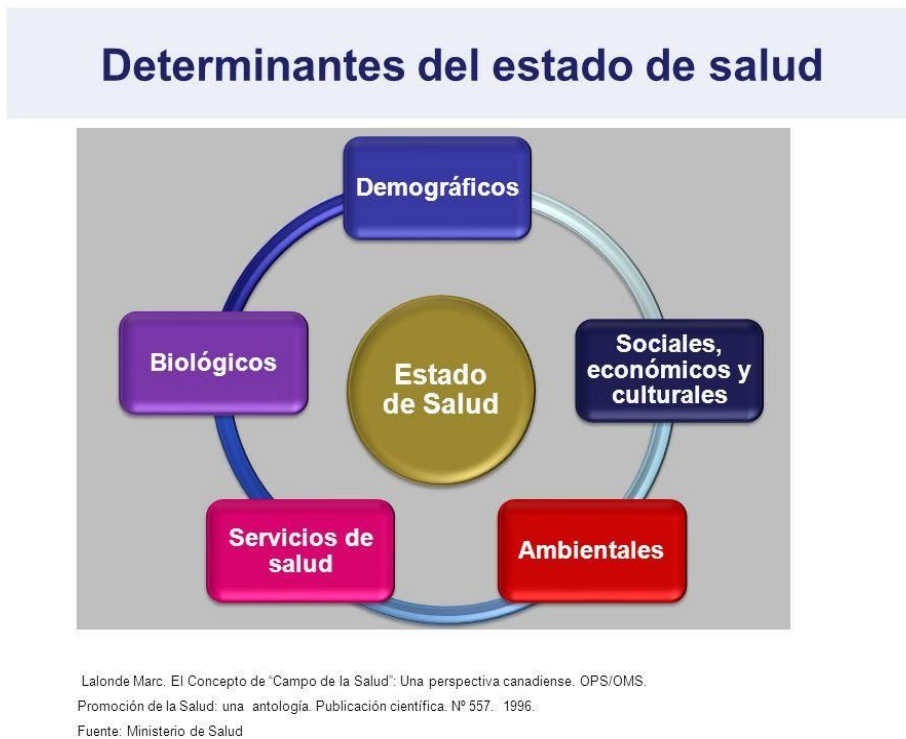 Determinantes del estado de salud
Demográficos
Sociales,
económicos y
culturales
Ambientales
Servicios de
salud
Biológicos
Estado
de Salud
Lalonde Marc. El Concepto de “Campo de la Salud”: Una perspectiva canadiense. OPS/OMS.
Promoción de la Salud: una antología. Publicación científica. Nº 557. 1996.
Fuente: Ministerio de Salud